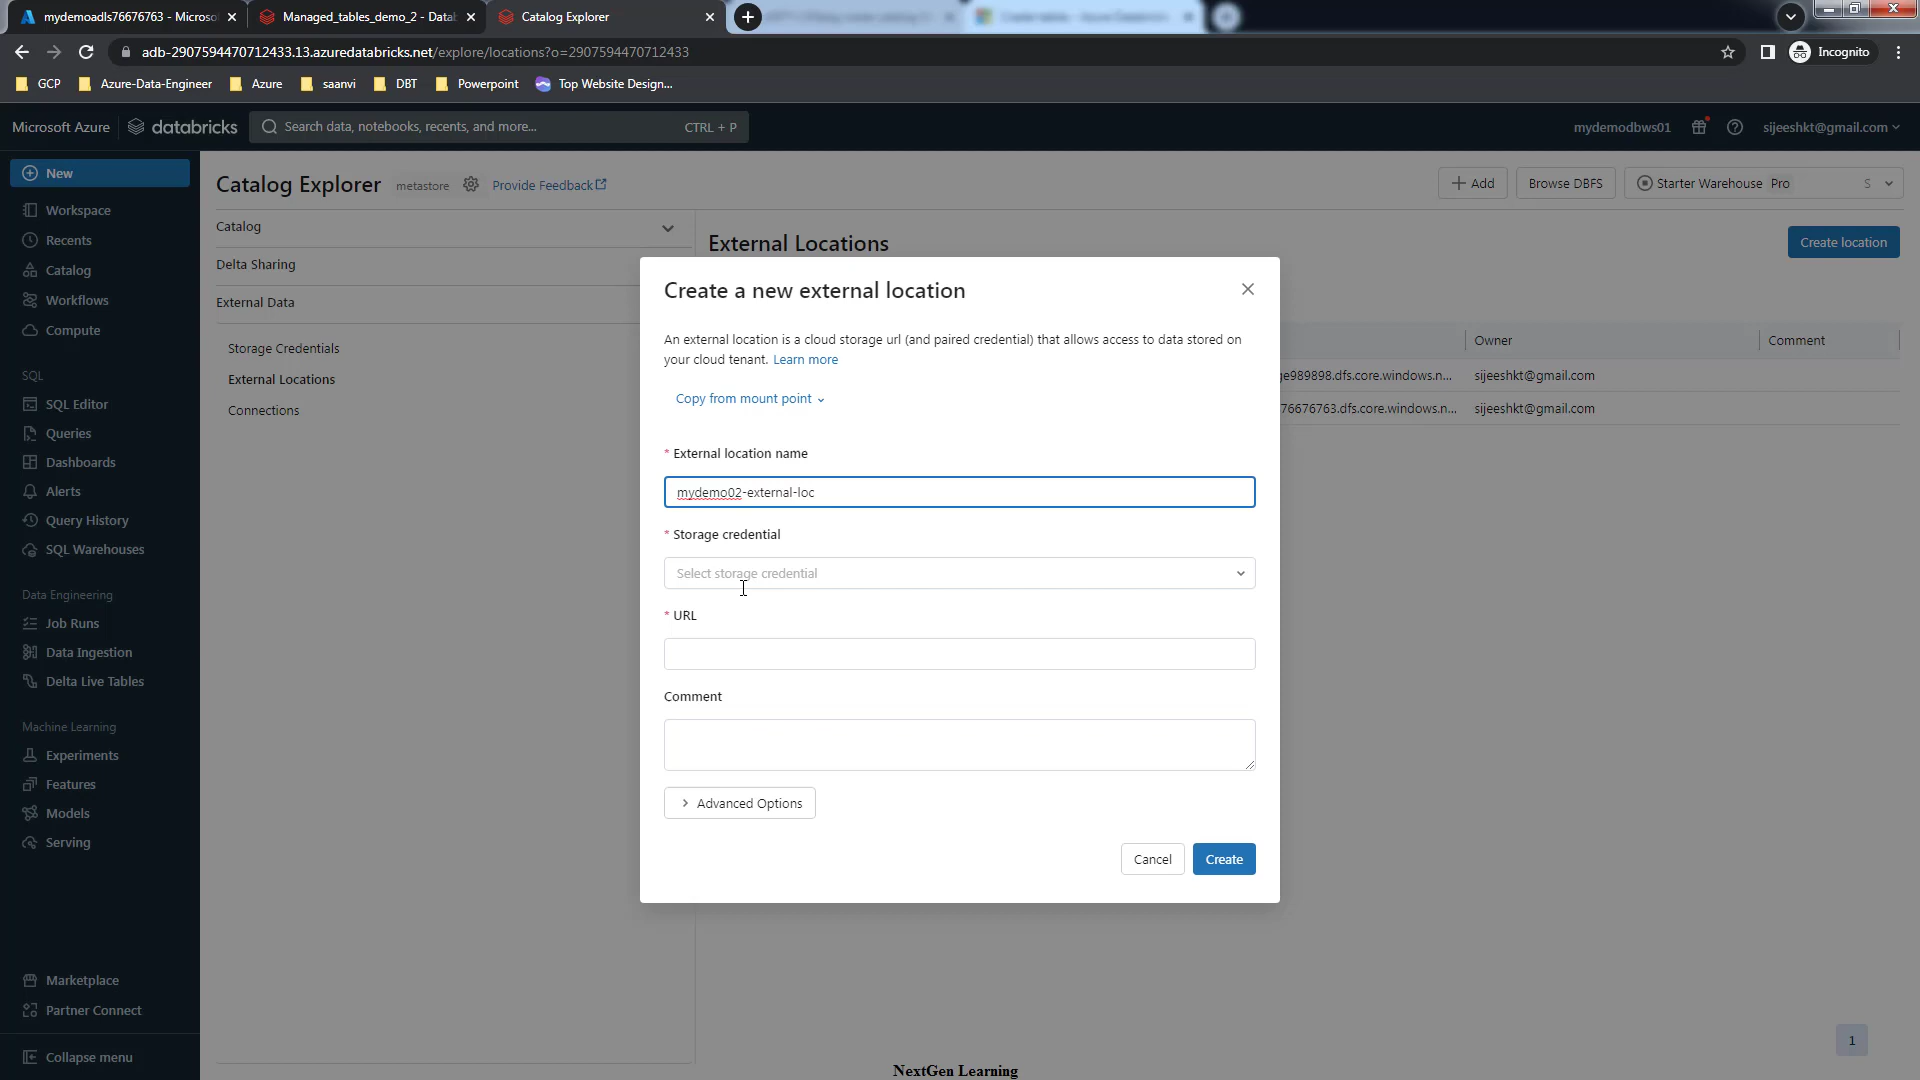 mydemoadls76676763 - Microso
Managed_tables_demo_2 - Datab
Catalog Explorer
adb-2907594470712433.13.azuredatabricks.net/explore/locations?o=2907594470712433
Incognito
GCP
Azure-Data-Engineer
Azure
saanvi
DBT
Powerpoint
Top Website Design...
Microsoft Azure
databricks
Search data, notebooks, recents, and more...
CTRL + P
mydemodbws01
sijeeshkt@gmail.com
New
Workspace
Recents
Catalog
Workflows
Compute
SQL
SQL Editor
Queries
Dashboards
Alerts
Query History
SQL Warehouses
Data Engineering
Job Runs
Data Ingestion
Delta Live Tables
Machine Learning
Experiments
Features
Models
Serving
Marketplace
Partner Connect
Collapse menu
Catalog Explorer
metastore
Provide Feedback
Add
Browse DBFS
Starter Warehouse Pro
S
Catalog
Delta Sharing
External Data
Storage Credentials
External Locations
Connections
External Locations
Create location
Owner
Comment
ge989898.dfs.core.windows.n...
sijeeshkt@gmail.com
76676763.dfs.core.windows.n...
sijeeshkt@gmail.com
1
Create a new external location
An external location is a cloud storage url (and paired credential) that allows access to data stored on
your cloud tenant. Learn more
Copy from mount point
* External location name
mydemo02-external-loc
* Storage credential
Select storage credential
* URL
Comment
Advanced Options
Cancel
Create
NextGen Learning